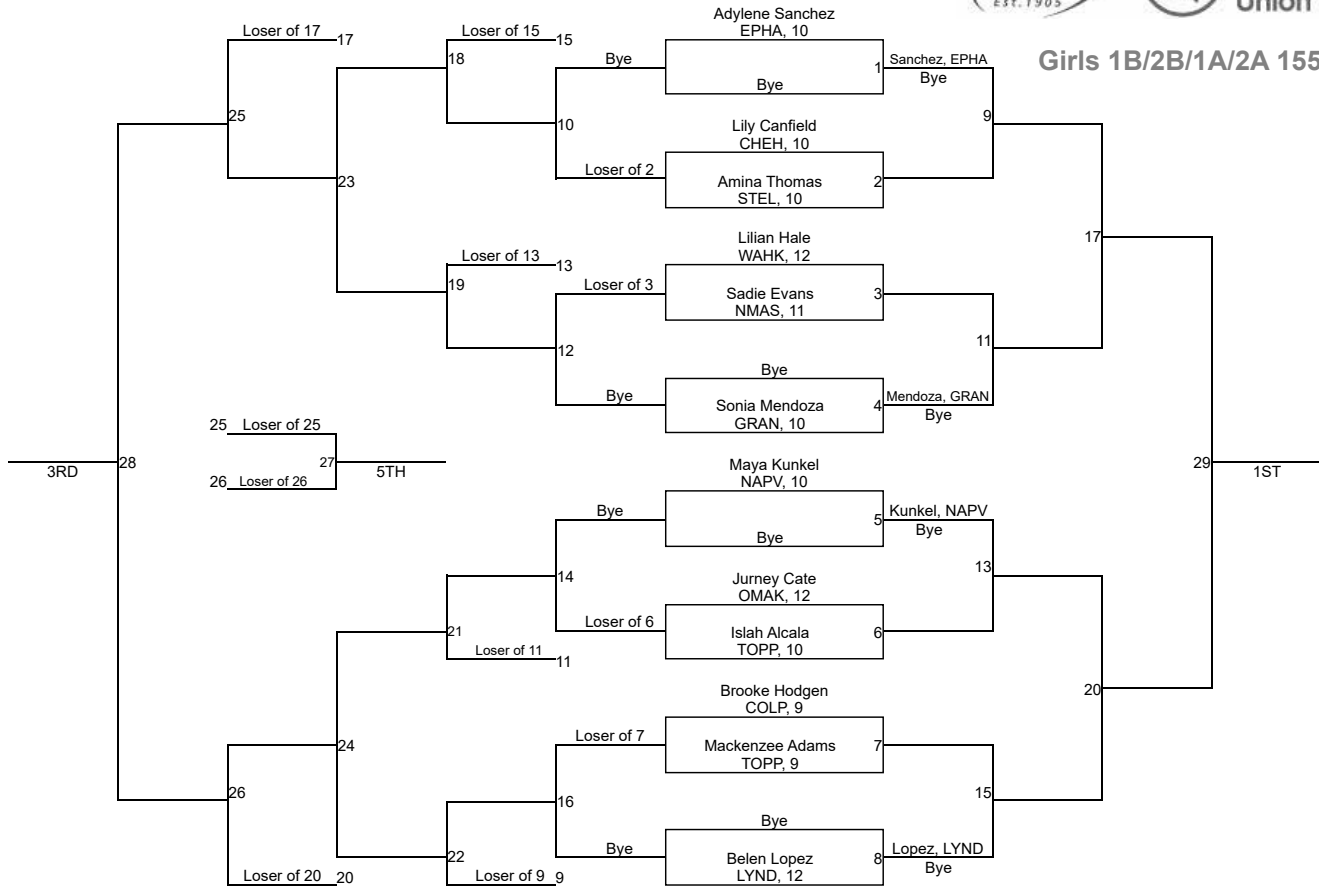 EST. 1905
Union
Girls 1B/2B/1A/2A 155
Adylene Sanchez
EPHA, 10
Loser of 17
17
Loser of 15
15
18
Bye
Bye
1
Sanchez, EPHA
Bye
25
10
9
Lily Canfield
CHEH, 10
Loser of 2
Amina Thomas
STEL, 10
2
23
17
Lilian Hale
WAHK, 12
Loser of 13
13
19
Loser of 3
Sadie Evans
NMAS, 11
3
12
11
Bye
Bye
Sonia Mendoza
GRAN, 10
4
Mendoza, GRAN
Bye
25
Loser of 25
27
5TH
26
Loser of 26
3RD
28
29
1ST
Maya Kunkel
NAPV, 10
Bye
Bye
5
Kunkel, NAPV
Bye
14
13
Jurney Cate
OMAK, 12
Loser of 6
Islah Alcala
TOPP, 10
6
21
Loser of 11
11
20
Brooke Hodgen
COLP, 9
Loser of 7
Mackenzee Adams
TOPP, 9
7
24
26
16
15
Bye
Bye
Belen Lopez
LYND, 12
8
Lopez, LYND
Bye
22
Loser of 20
20
Loser of 9
9